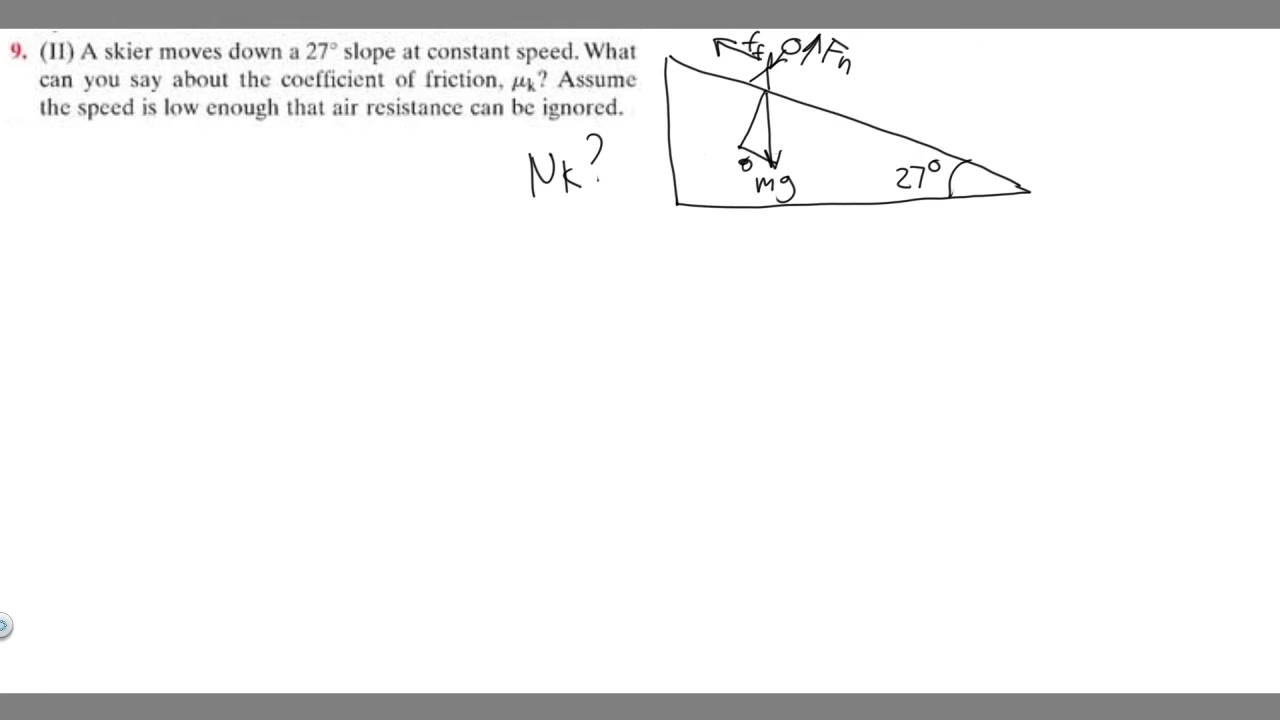 9. (II) A skier moves down a 27° slope at constant speed. What
can you say about the coefficient of friction, μk? Assume
the speed is low enough that air resistance can be ignored.
Ff Fn
μk?
θ
mg
27°